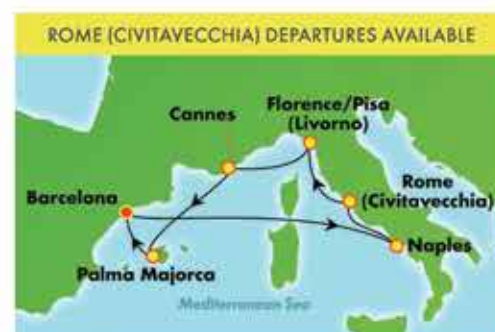 ROME (CIVITAVECCHIA) DEPARTURES AVAILABLE
Florence/Pisa
(Livorno)
Cannes
Rome
(Civitavecchia)
Barcelona
Naples
Palma Majorca
Mediterranean Sea